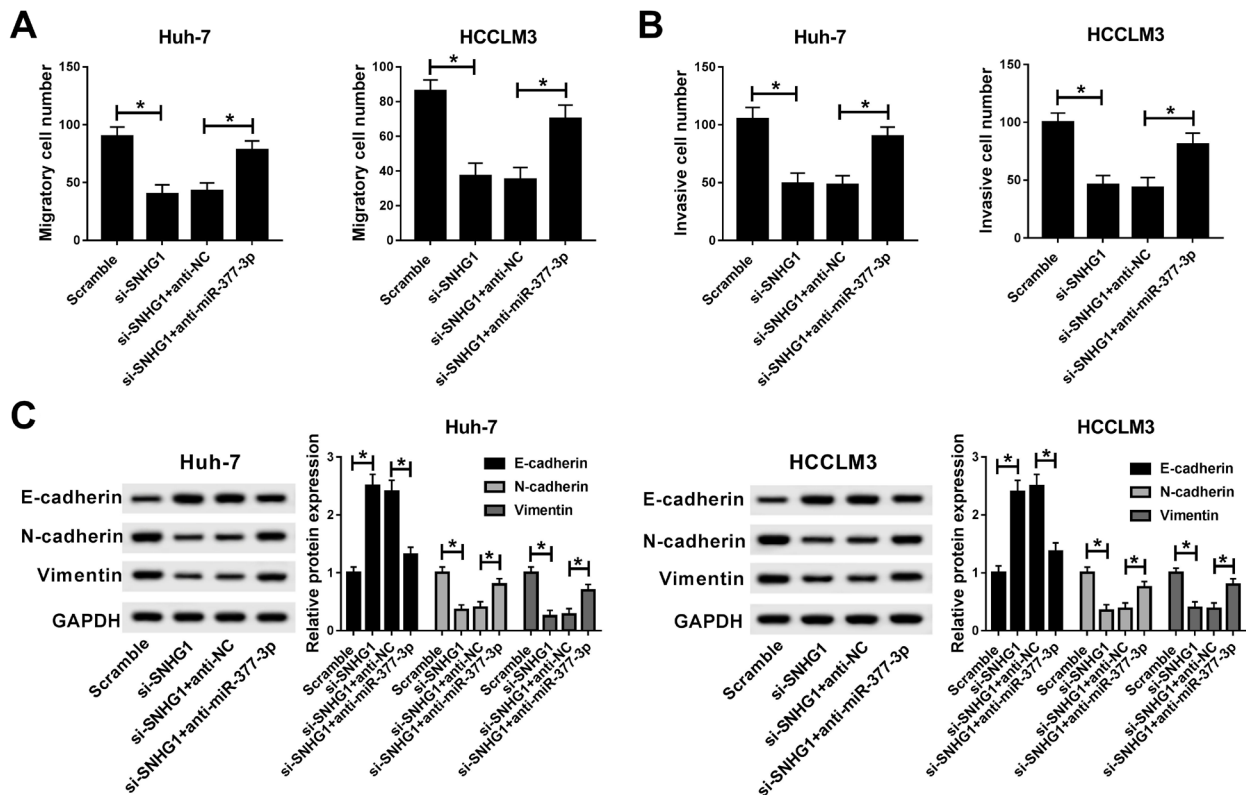 A
Huh-7
Migratory cell number
150
100
50
0
*
*
Scramble
si-SNHG1
si-SNHG1+anti-NC
si-SNHG1+anti-miR-377-3p
HCCLM3
Migratory cell number
100
80
60
40
20
0
*
*
Scramble
si-SNHG1
si-SNHG1+anti-NC
si-SNHG1+anti-miR-377-3p
B
Huh-7
Invasive cell number
150
100
50
0
*
*
Scramble
si-SNHG1
si-SNHG1+anti-NC
si-SNHG1+anti-miR-377-3p
HCCLM3
Invasive cell number
150
100
50
0
*
*
Scramble
si-SNHG1
si-SNHG1+anti-NC
si-SNHG1+anti-miR-377-3p
C
Huh-7
E-cadherin
N-cadherin
Vimentin
GAPDH
Scramble
si-SNHG1
si-SNHG1+anti-NC
si-SNHG1+anti-miR-377-3p
Huh-7
Relative protein expression
3
2
1
0
E-cadherin
N-cadherin
Vimentin
*
*
*
*
*
*
Scramble
si-SNHG1
si-SNHG1+anti-NC
si-SNHG1+anti-miR-377-3p
Scramble
si-SNHG1
si-SNHG1+anti-NC
si-SNHG1+anti-miR-377-3p
Scramble
si-SNHG1
si-SNHG1+anti-NC
si-SNHG1+anti-miR-377-3p
HCCLM3
E-cadherin
N-cadherin
Vimentin
GAPDH
Scramble
si-SNHG1
si-SNHG1+anti-NC
si-SNHG1+anti-miR-377-3p
HCCLM3
Relative protein expression
3
2
1
0
E-cadherin
N-cadherin
Vimentin
*
*
*
*
*
*
Scramble
si-SNHG1
si-SNHG1+anti-NC
si-SNHG1+anti-miR-377-3p
Scramble
si-SNHG1
si-SNHG1+anti-NC
si-SNHG1+anti-miR-377-3p
Scramble
si-SNHG1
si-SNHG1+anti-NC
si-SNHG1+anti-miR-377-3p